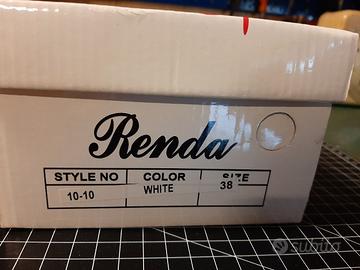 Renda
STYLE NO COLOR SIZE
10-10 WHITE 38
subito